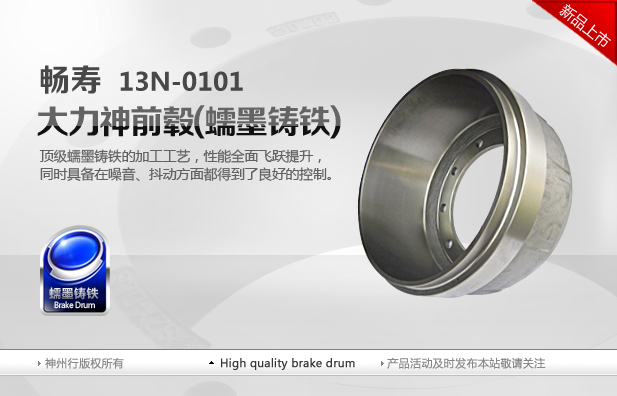 新品上市
畅寿 13N-0101
大力神前毂(蠕墨铸铁)
顶级蠕墨铸铁的加工工艺，性能全面飞跃提升，
同时具备在噪音、抖动方面都得到了良好的控制。
蠕墨铸铁
Brake Drum
神州行版权所有
High quality brake drum
产品活动及时发布本站敬请关注